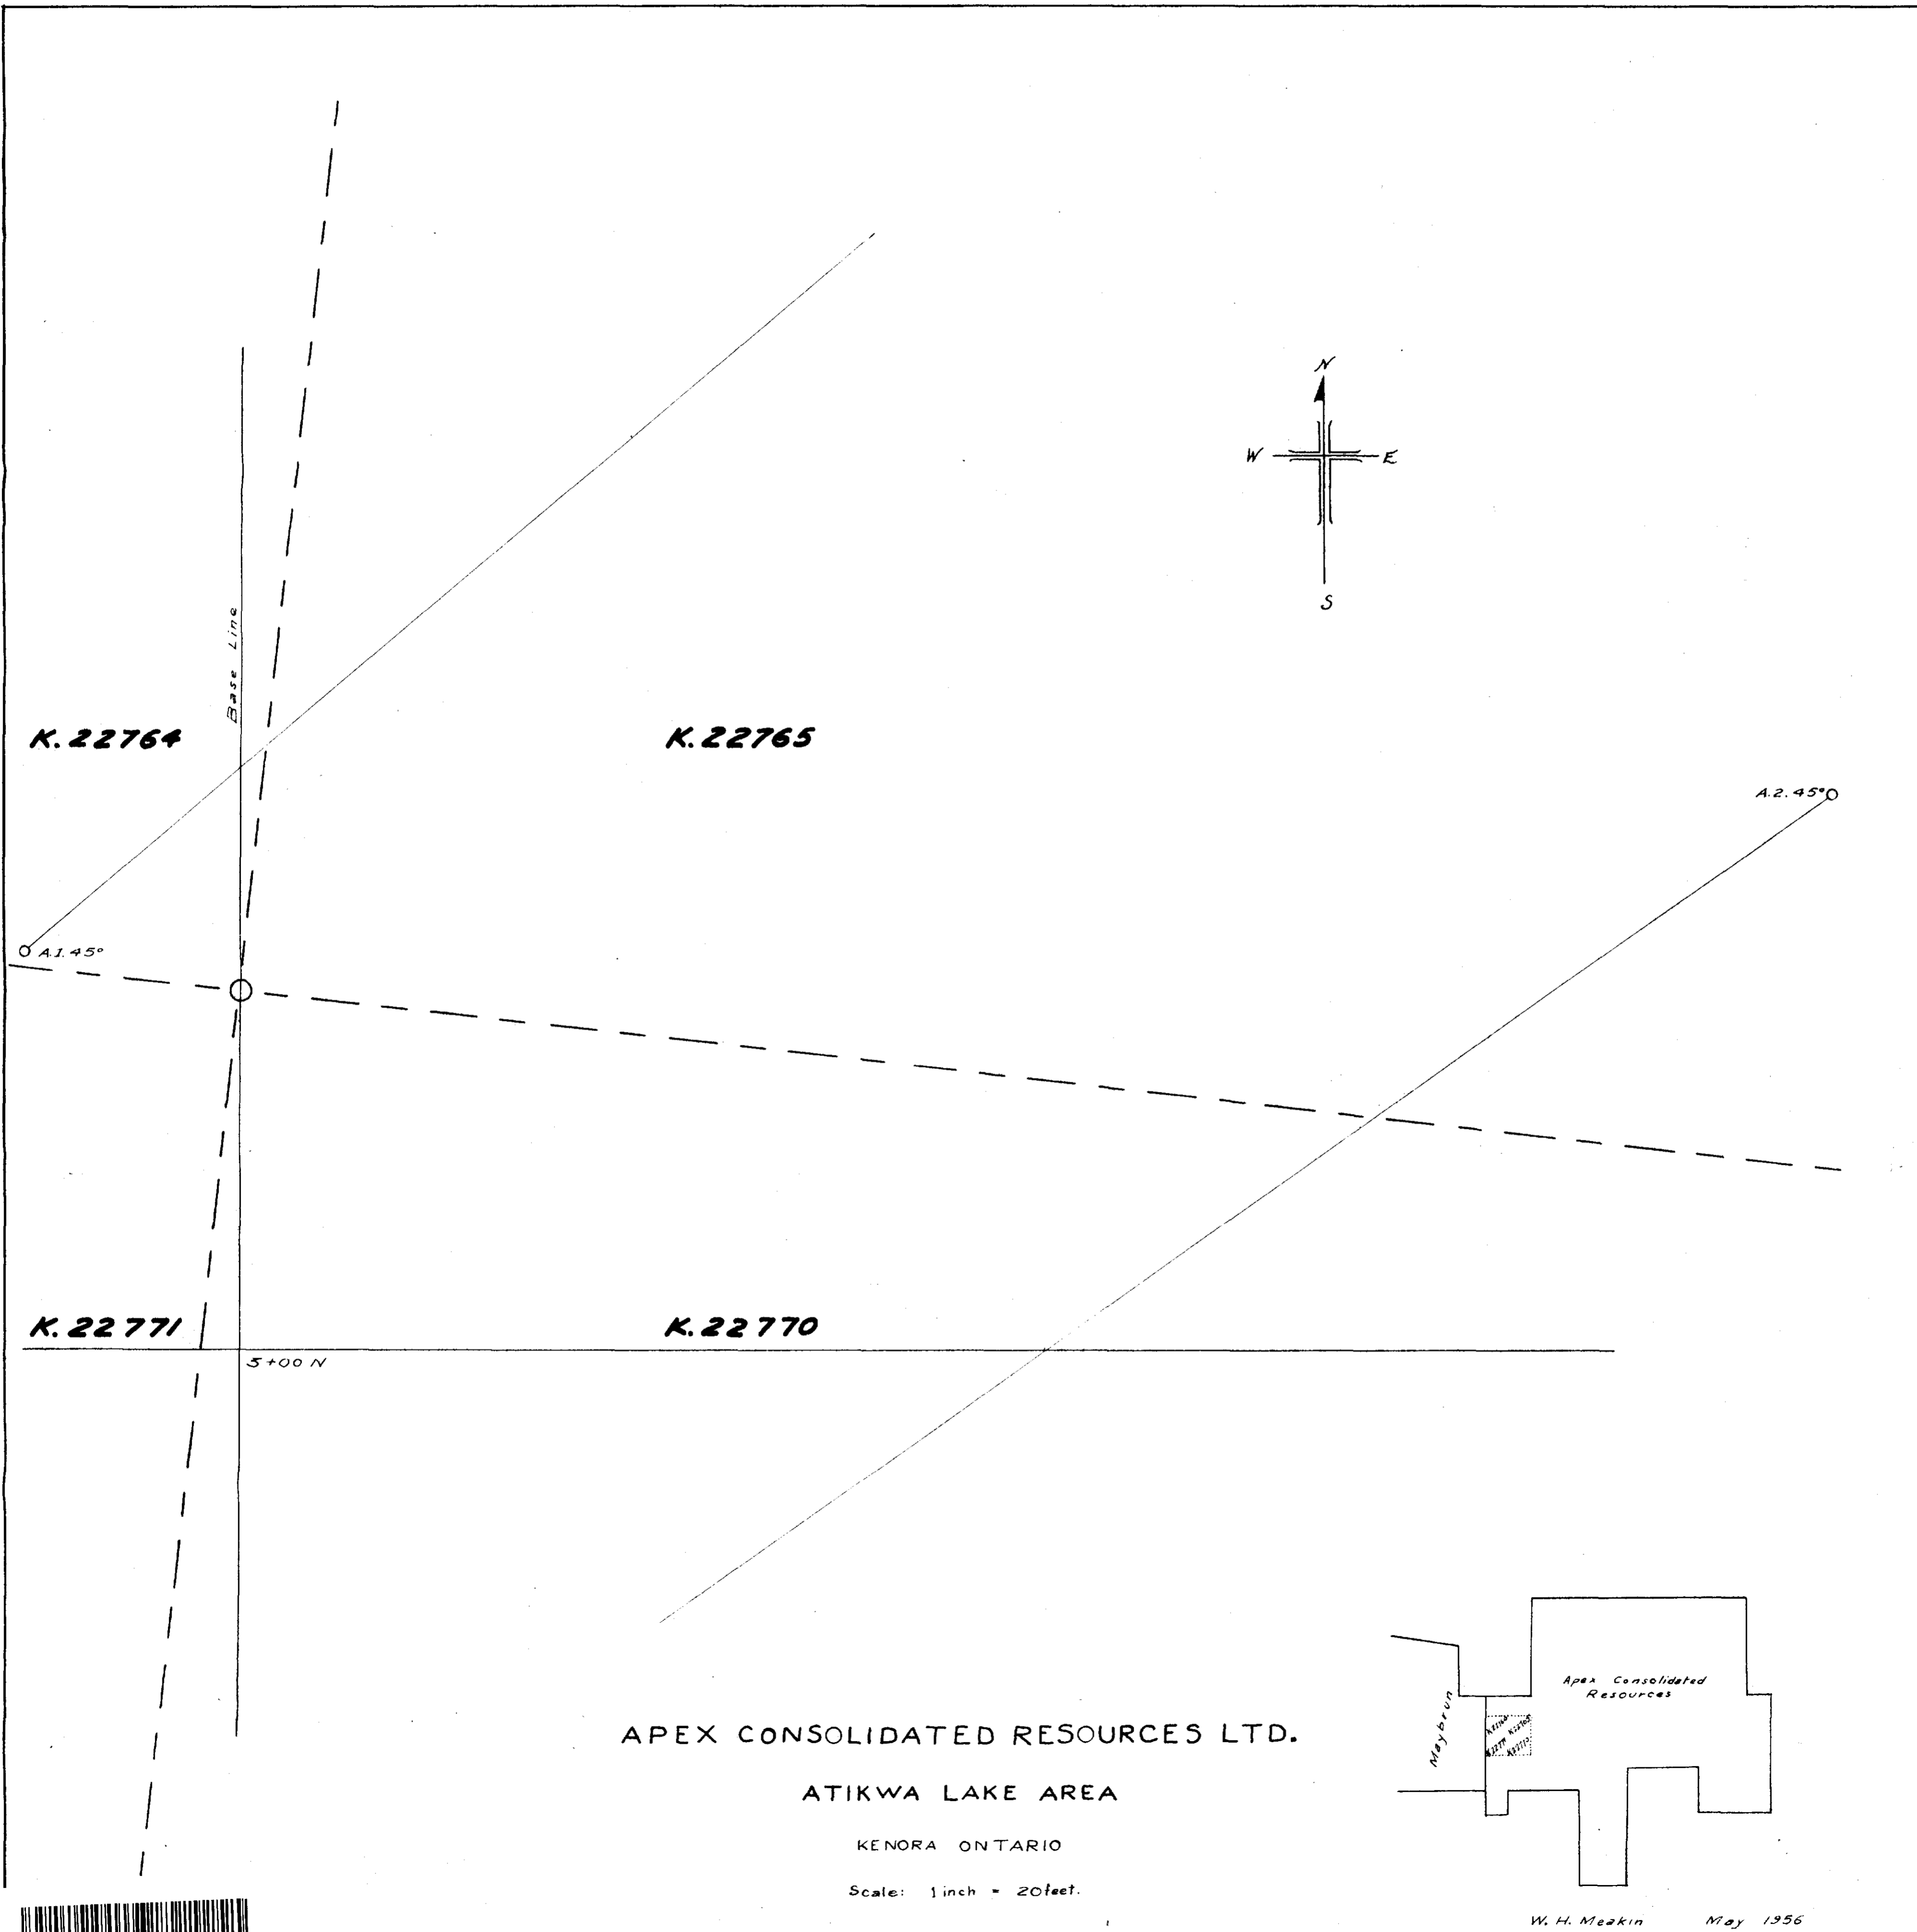 N
W
E
S
Base Line
K. 22764
K. 22765
A.2. 45°
A.1. 45°
K. 22771
K. 22770
5+00 N
Apex Consolidated
Resources
Maybrun
APEX CONSOLIDATED RESOURCES LTD.
ATIKWA LAKE AREA
KENORA ONTARIO
Scale: 1 inch = 20 feet.
W. H. Meakin May 1956